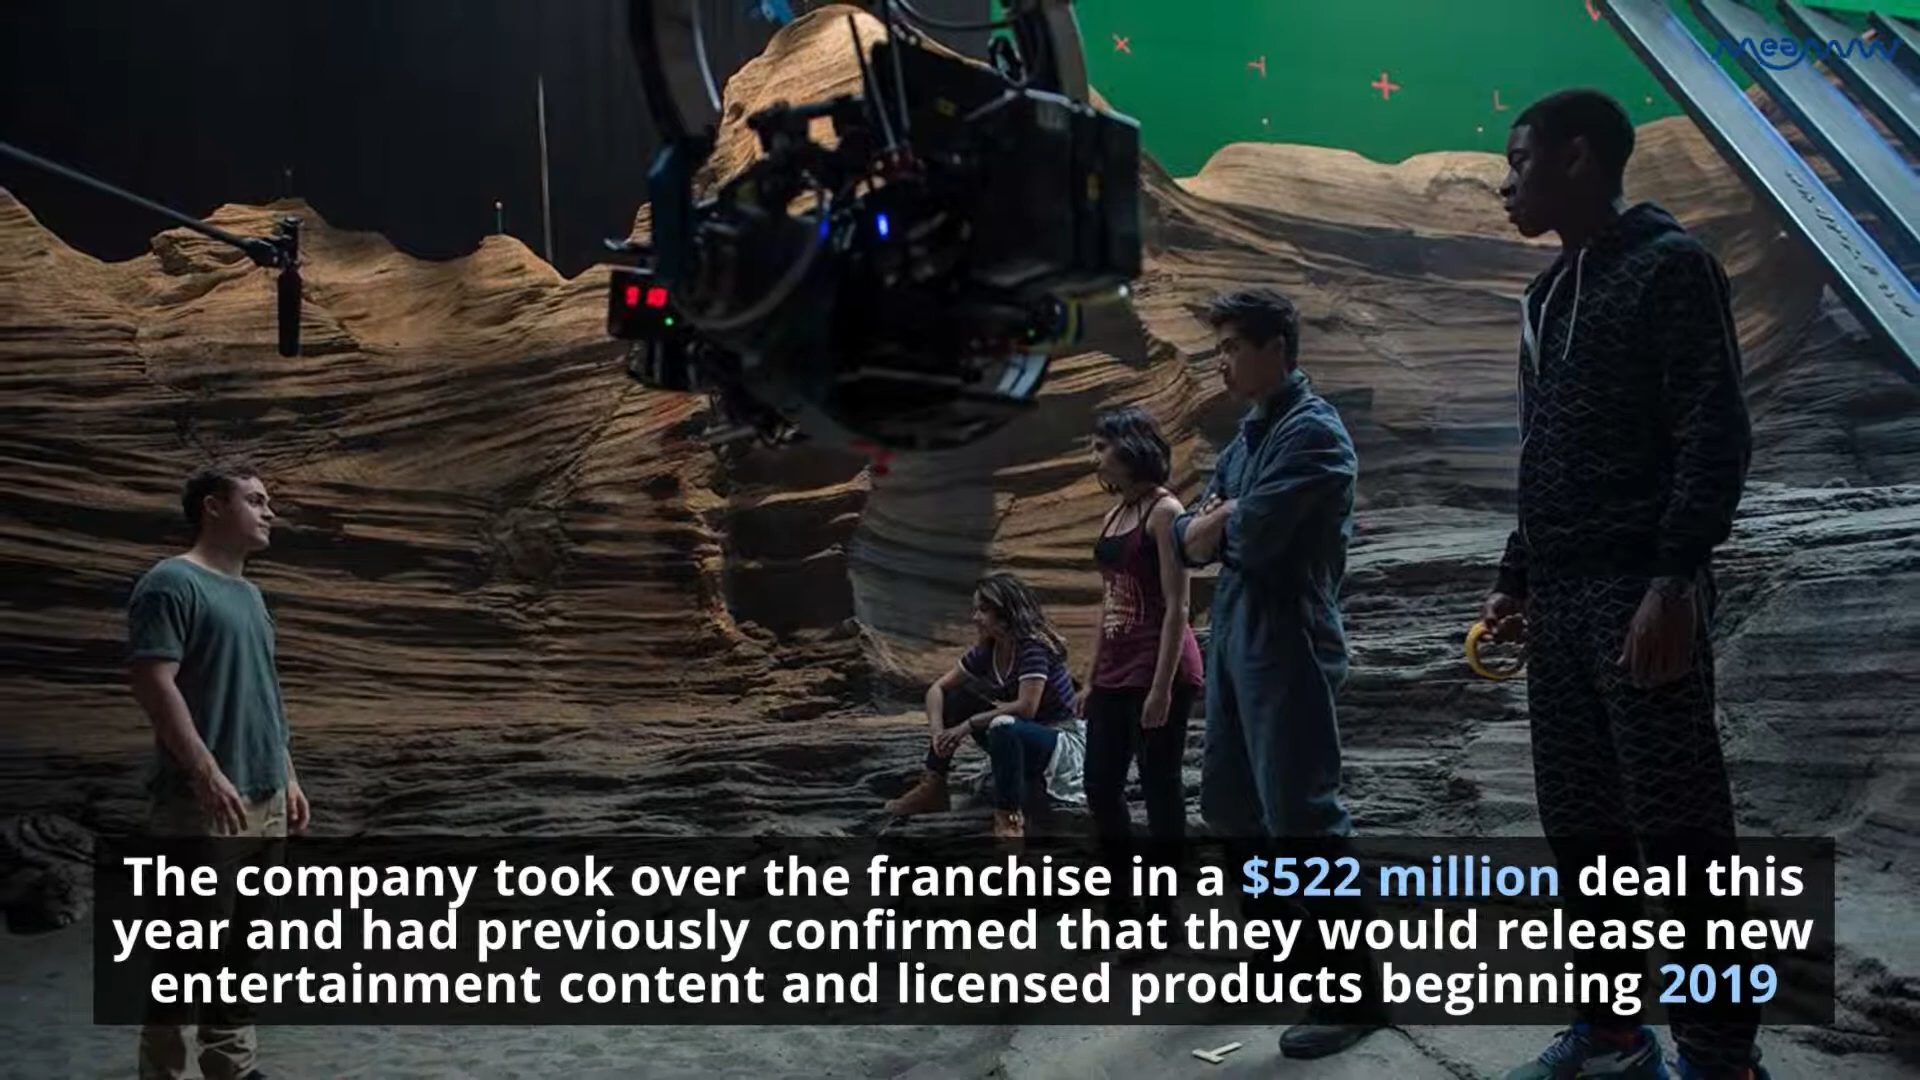 meaww
The company took over the franchise in a $522 million deal this
year and had previously confirmed that they would release new
entertainment content and licensed products beginning 2019